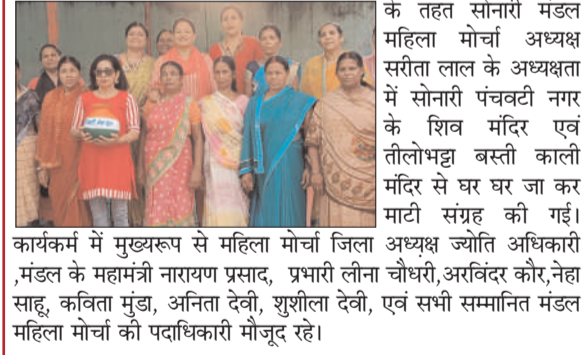 के तहत सोनारी मंडल
महिला मोर्चा अध्यक्ष
सरीता लाल के अध्यक्षता
में सोनारी पंचवटी नगर
के शिव मंदिर एवं
तीलोभट्टा बस्ती काली
मंदिर से घर घर जा कर
माटी संग्रह की गई।
कार्यकर्म में मुख्यरूप से महिला मोर्चा जिला अध्यक्ष ज्योति अधिकारी
,मंडल के महामंत्री नारायण प्रसाद, प्रभारी लीना चौधरी,अरविंदर कौर,नेहा
साहू, कविता मुंडा, अनिता देवी, शुशीला देवी, एवं सभी सम्मानित मंडल
महिला मोर्चा की पदाधिकारी मौजूद रहे।